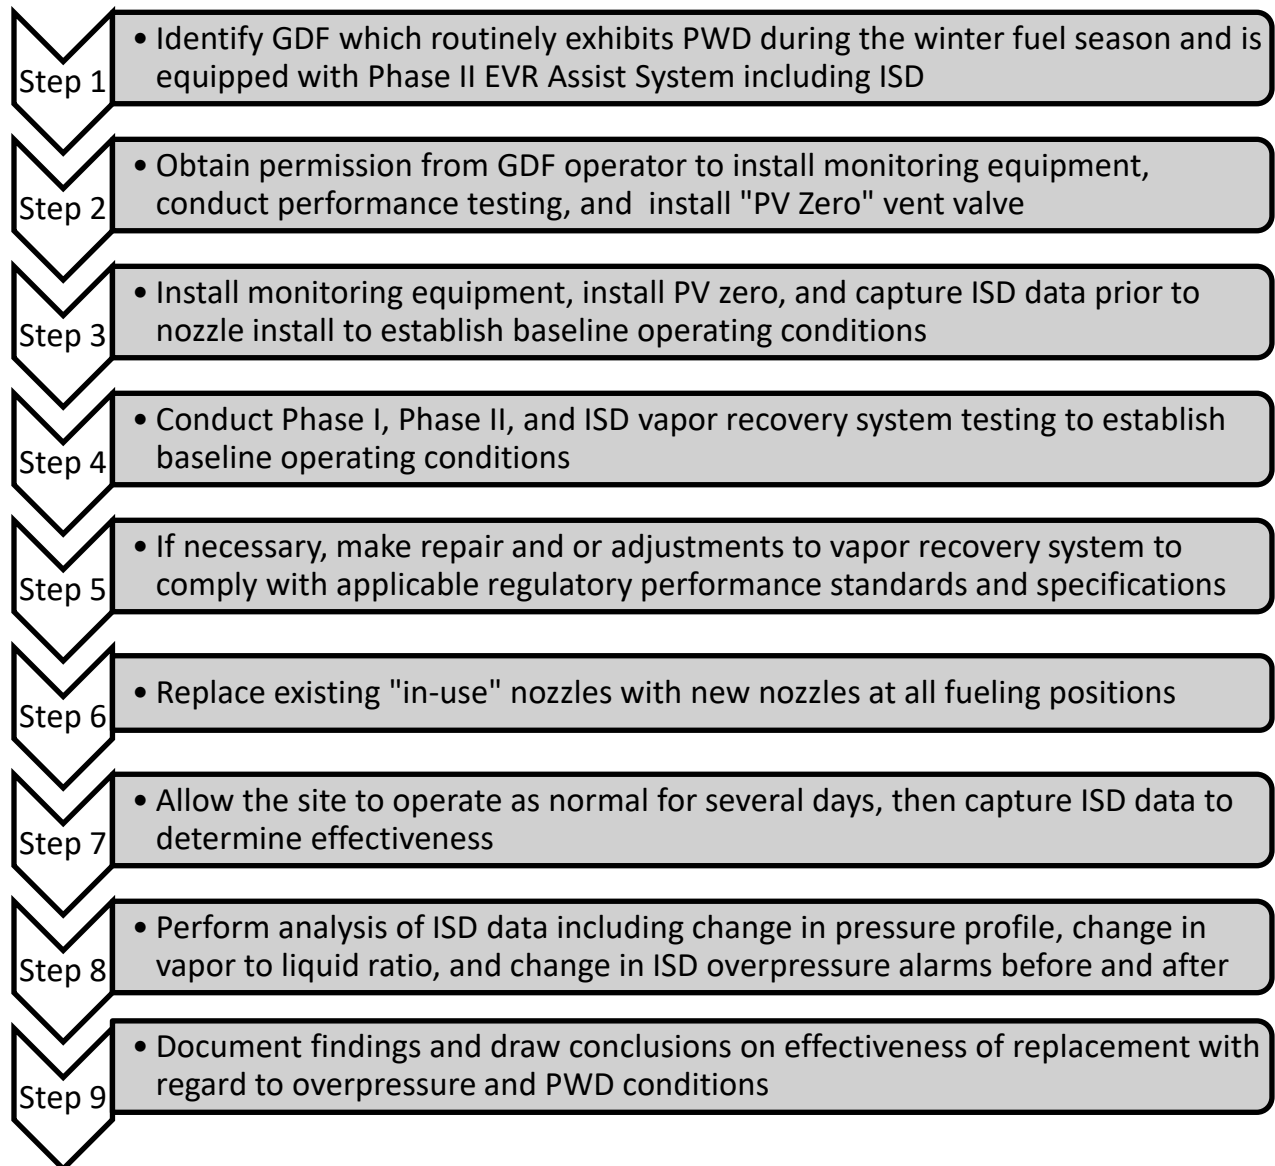 Step 1
• Identify GDF which routinely exhibits PWD during the winter fuel season and is
equipped with Phase II EVR Assist System including ISD
Step 2
• Obtain permission from GDF operator to install monitoring equipment,
conduct performance testing, and  install "PV Zero" vent valve
Step 3
• Install monitoring equipment, install PV zero, and capture ISD data prior to
nozzle install to establish baseline operating conditions
Step 4
• Conduct Phase I, Phase II, and ISD vapor recovery system testing to establish
baseline operating conditions
Step 5
• If necessary, make repair and or adjustments to vapor recovery system to
comply with applicable regulatory performance standards and specifications
Step 6
• Replace existing "in-use" nozzles with new nozzles at all fueling positions
Step 7
• Allow the site to operate as normal for several days, then capture ISD data to
determine effectiveness
Step 8
• Perform analysis of ISD data including change in pressure profile, change in
vapor to liquid ratio, and change in ISD overpressure alarms before and after
Step 9
• Document findings and draw conclusions on effectiveness of replacement with
regard to overpressure and PWD conditions